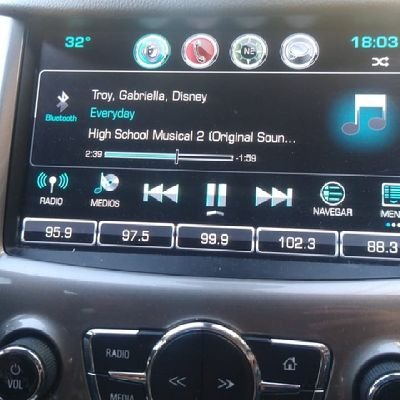 32°
NE
18:03
Bluetooth
Troy, Gabriella, Disney
Everyday
High School Musical 2 (Original Soun...
2:39
-1:59
RADIO
MEDIOS
NAVEGAR
MEN
95.9
97.5
99.9
102.3
88.3
VOL
RADIO
MEDIA